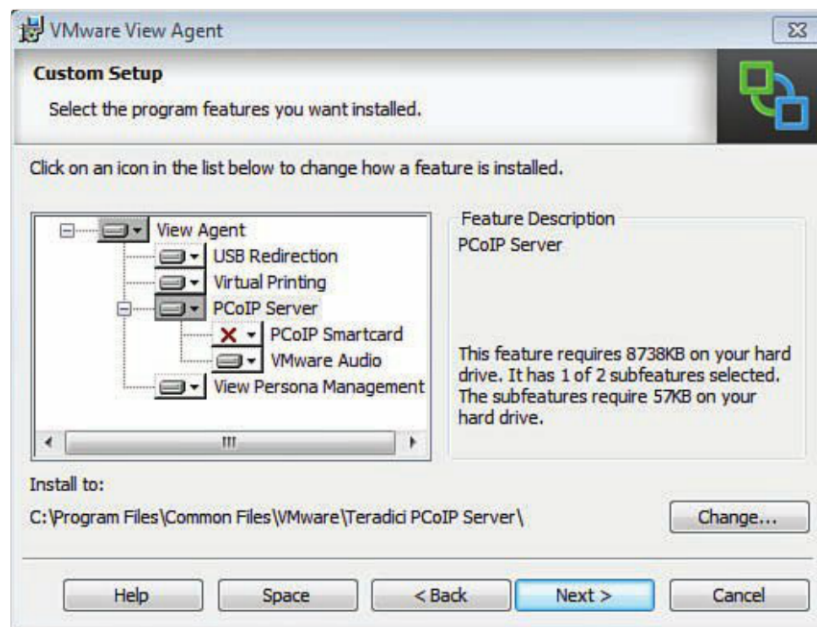 VMware View Agent
Custom Setup
Select the program features you want installed.
Click on an icon in the list below to change how a feature is installed.
View Agent
USB Redirection
Virtual Printing
PCoIP Server
PCoIP Smartcard
VMware Audio
View Persona Management
Feature Description
PCoIP Server
This feature requires 8738KB on your hard
drive. It has 1 of 2 subfeatures selected.
The subfeatures require 57KB on your
hard drive.
Install to:
C:\Program Files\Common Files\VMware\Teradici PCoIP Server\
Change...
Help
Space
< Back
Next >
Cancel